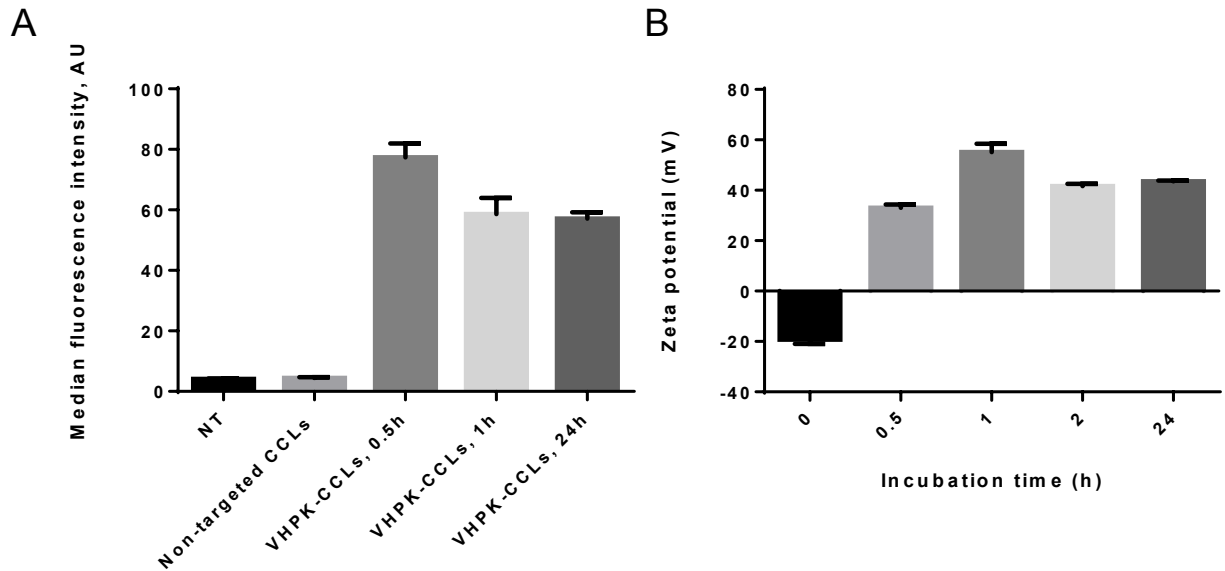 A
Median fluorescence intensity, AU
100
80
60
40
20
0
NT
Non-targeted CCLs
VHPK-CCLs, 0.5h
VHPK-CCLs, 1h
VHPK-CCLs, 24h
B
Zeta potential (mV)
80
60
40
20
0
-20
-40
0
0.5
1
2
24
Incubation time (h)